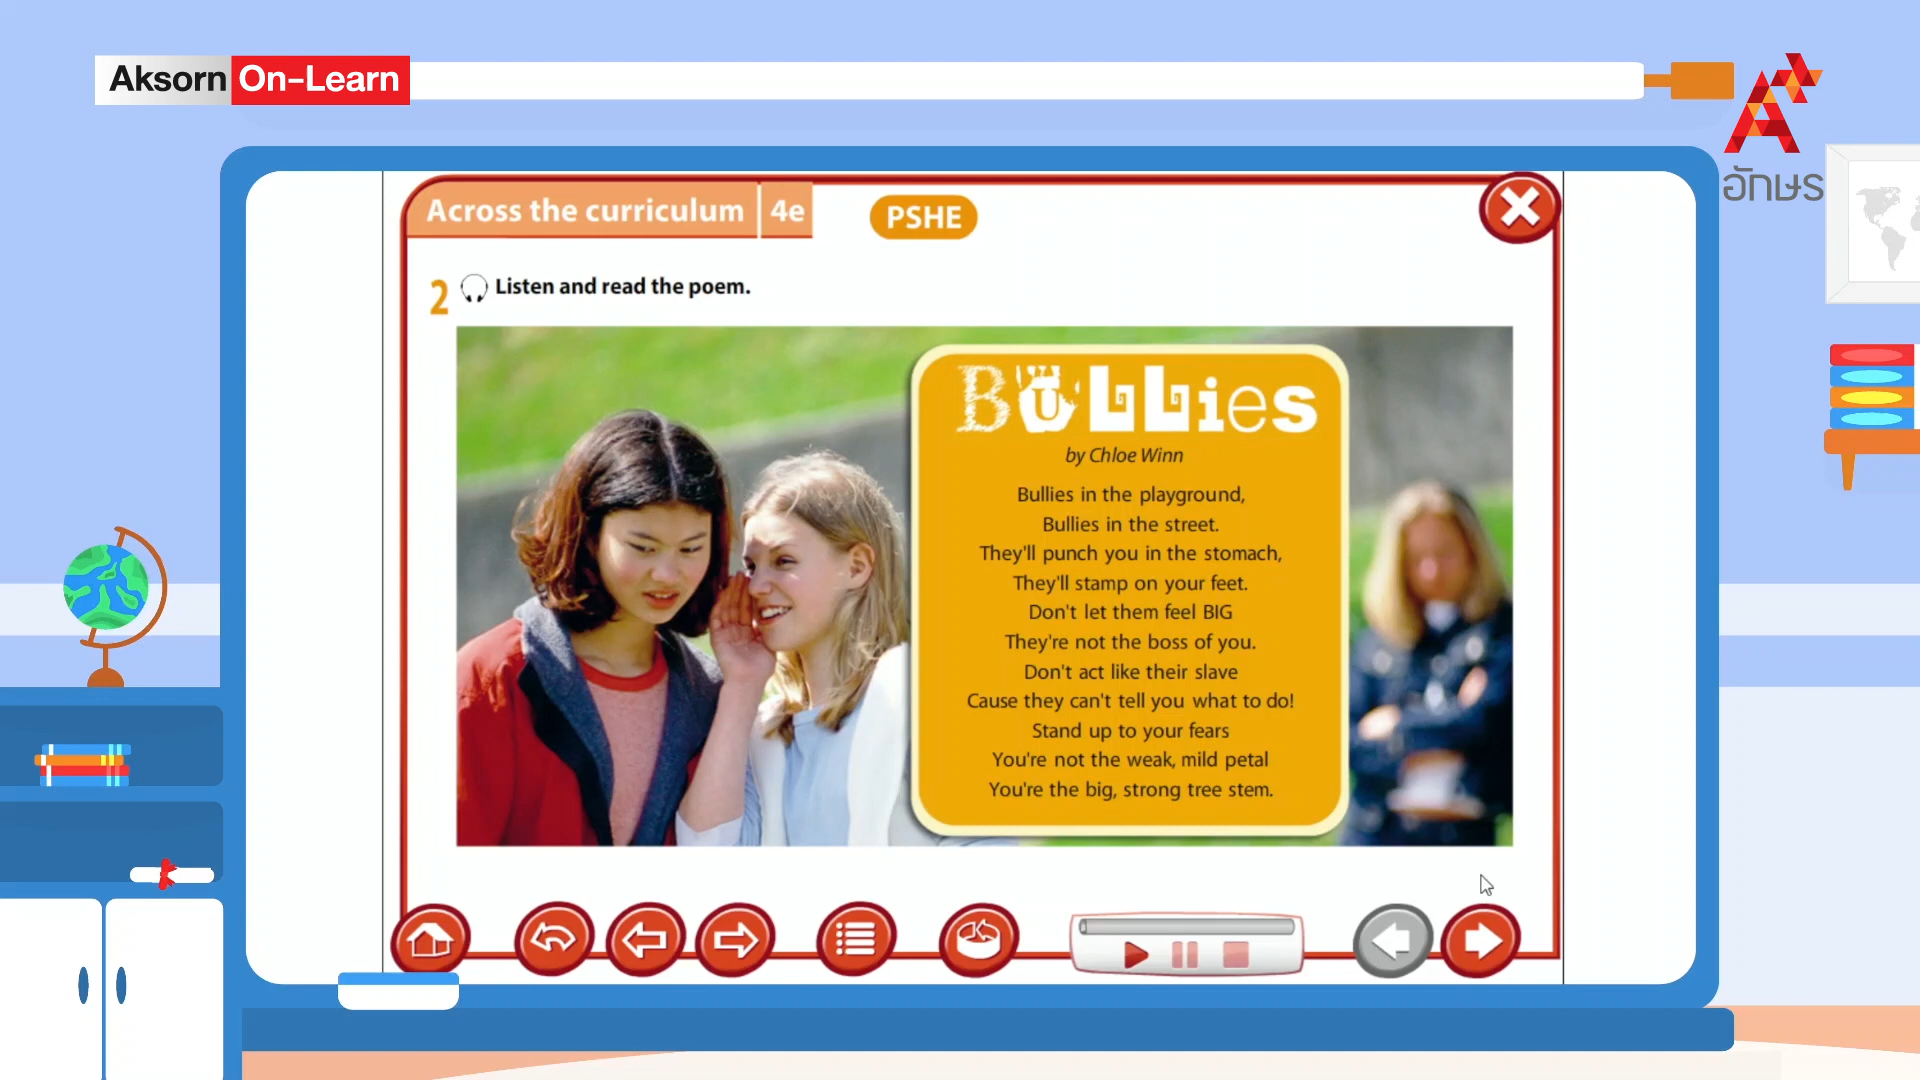 Aksorn On-Learn
อักษร
Across the curriculum 4e
PSHE
2 Listen and read the poem.
BULLies
by Chloe Winn
Bullies in the playground,
Bullies in the street.
They'll punch you in the stomach,
They'll stamp on your feet.
Don't let them feel BIG
They're not the boss of you.
Don't act like their slave
Cause they can't tell you what to do!
Stand up to your fears
You're not the weak, mild petal
You're the big, strong tree stem.